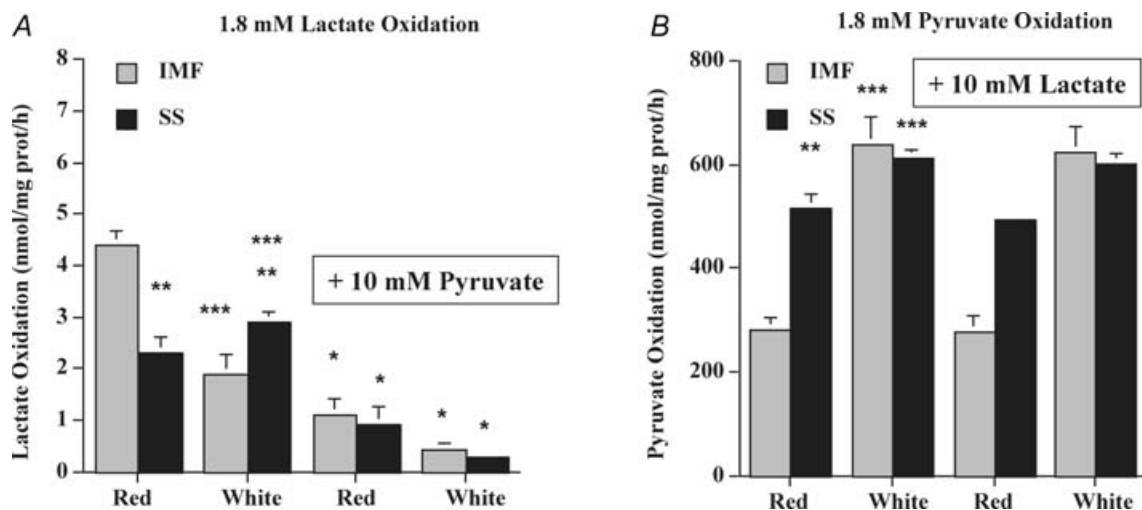 A
1.8 mM Lactate Oxidation
Lactate Oxidation (nmol/mg prot/h)
8
7
6
5
4
3
2
1
0
IMF
SS
**
***
***
**
+ 10 mM Pyruvate
*
*
*
*
Red
White
Red
White
B
1.8 mM Pyruvate Oxidation
Pyruvate Oxidation (nmol/mg prot/h)
800
600
400
200
0
IMF
SS
+ 10 mM Lactate
**
***
***
Red
White
Red
White